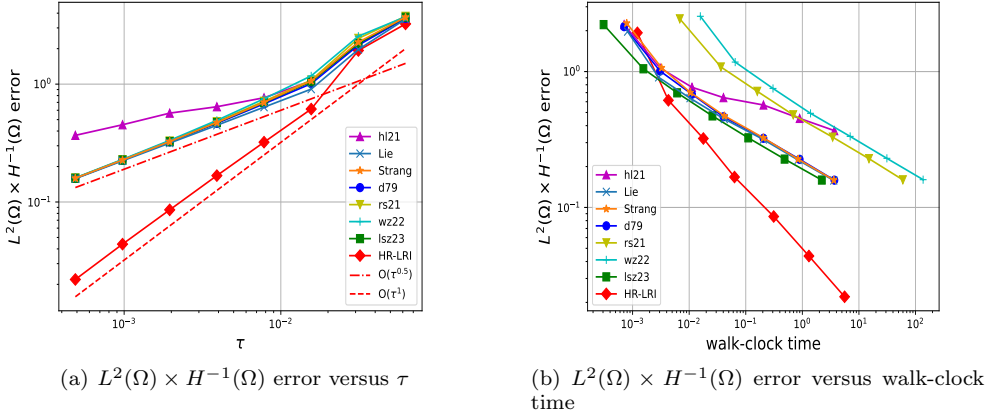 L²(Ω) × H⁻¹(Ω) error
10⁰
10⁻¹
10⁻³
10⁻²
τ
hl21
Lie
Strang
d79
rs21
wz22
lsz23
HR-LRI
O(τ⁰·⁵)
O(τ¹)
(a) L²(Ω) × H⁻¹(Ω) error versus τ
L²(Ω) × H⁻¹(Ω) error
10⁰
10⁻¹
hl21
Lie
Strang
d79
rs21
wz22
lsz23
HR-LRI
10⁻³
10⁻²
10⁻¹
10⁰
10¹
10²
walk-clock time
(b) L²(Ω) × H⁻¹(Ω) error versus walk-clock
time